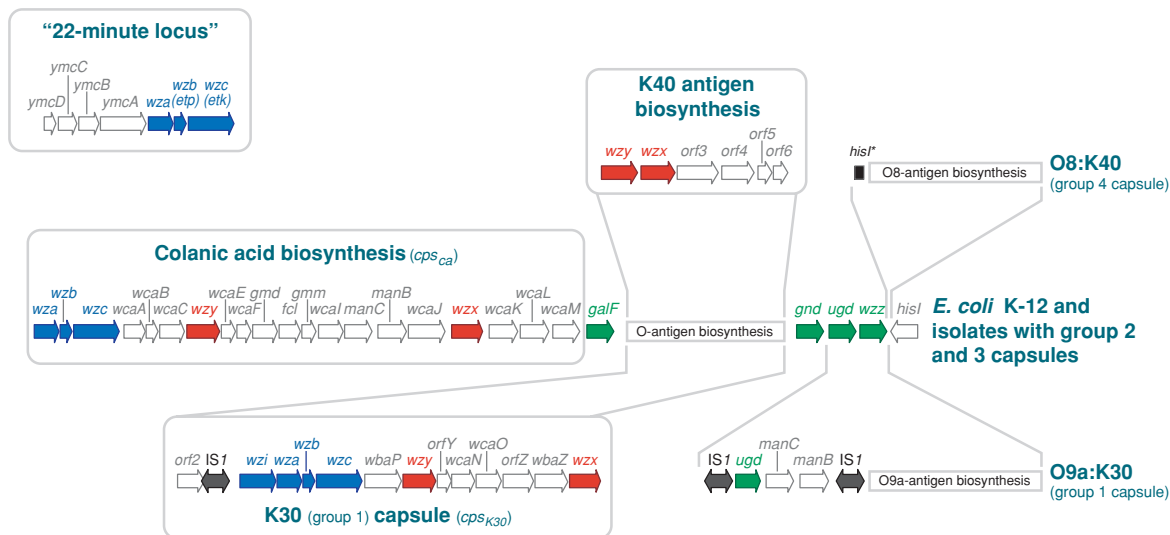 “22-minute locus”
ymcC
ymcB
ymcD ymcA
wzb wzc
wza (etp) (etk)
K40 antigen
biosynthesis
orf5
wzy wzx orf3 orf4 orf6
hisI*
O8-antigen biosynthesis
O8:K40
(group 4 capsule)
Colanic acid biosynthesis (cpsca)
wzb wcaB wcaE gmd gmm manB wcaL
wza wzc wcaA wcaC wzy wcaF fcl wcaI manC wcaJ wzx wcaK wcaM galF
O-antigen biosynthesis
gnd ugd wzz hisI
E. coli K-12 and
isolates with group 2
and 3 capsules
wzb orfY wcaO
orf2 IS1 wzi wza wzc wbaP wzy wcaN orfZ wbaZ wzx
K30 (group 1) capsule (cpsK30)
manC
IS1 ugd manB IS1
O9a-antigen biosynthesis
O9a:K30
(group 1 capsule)